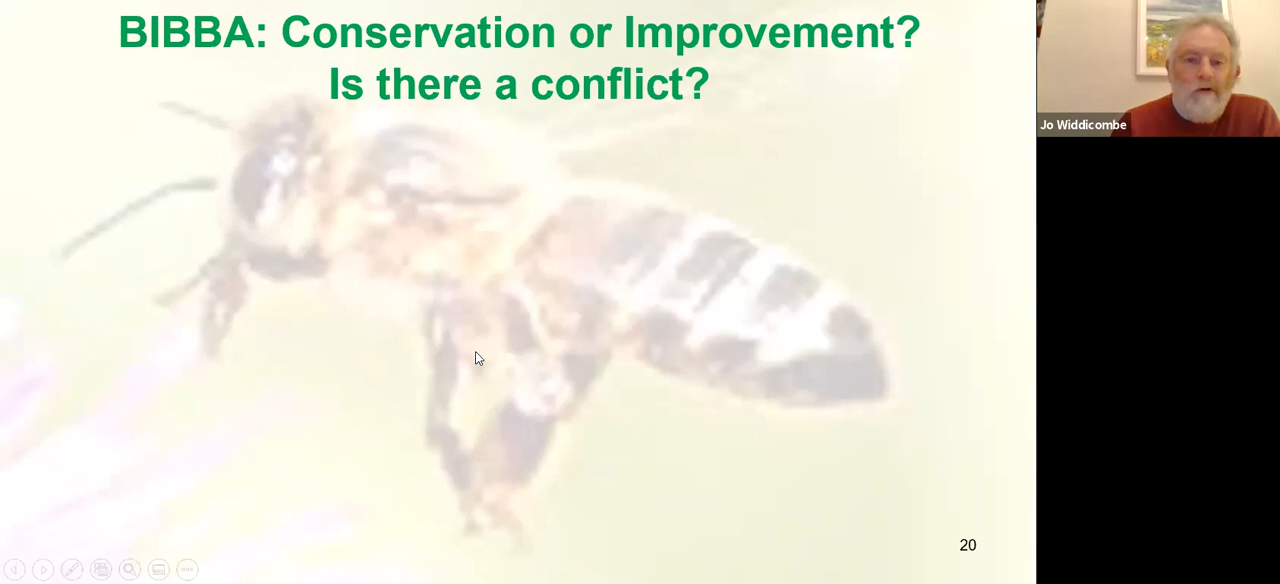 BIBBA: Conservation or Improvement?
Is there a conflict?
Jo Widdicombe
20